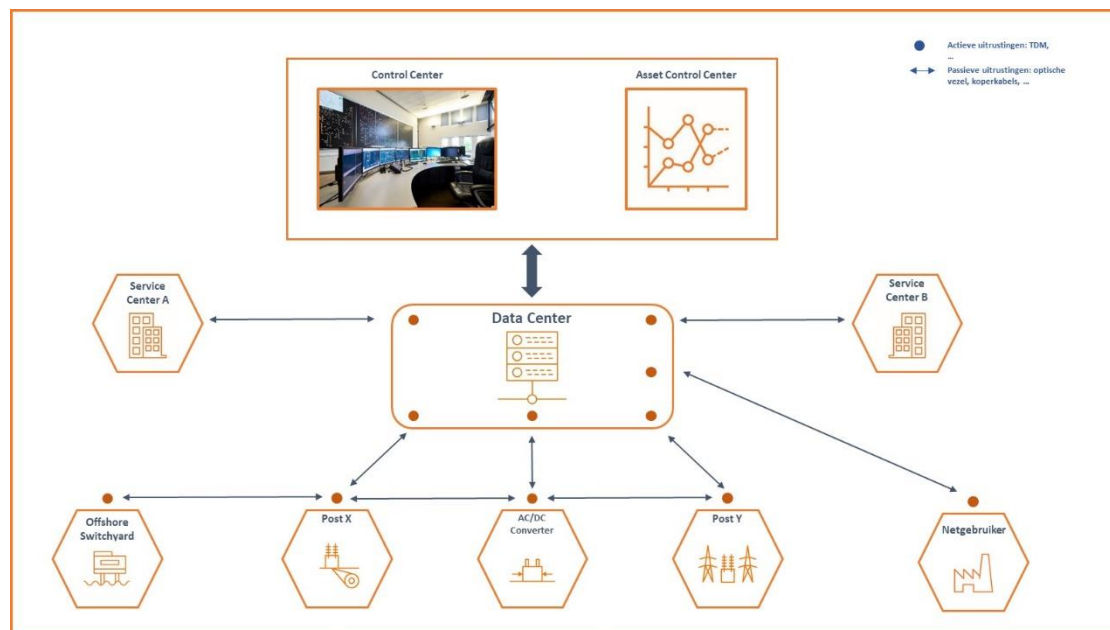 Actieve uitrustingen: TDM,
...
Passieve uitrustingen: optische
vezel, koperkabels, ...
Control Center
Asset Control Center
Service
Center A
Service
Center B
Data Center
Offshore
Switchyard
Post X
AC/DC
Converter
Post Y
Netgebruiker